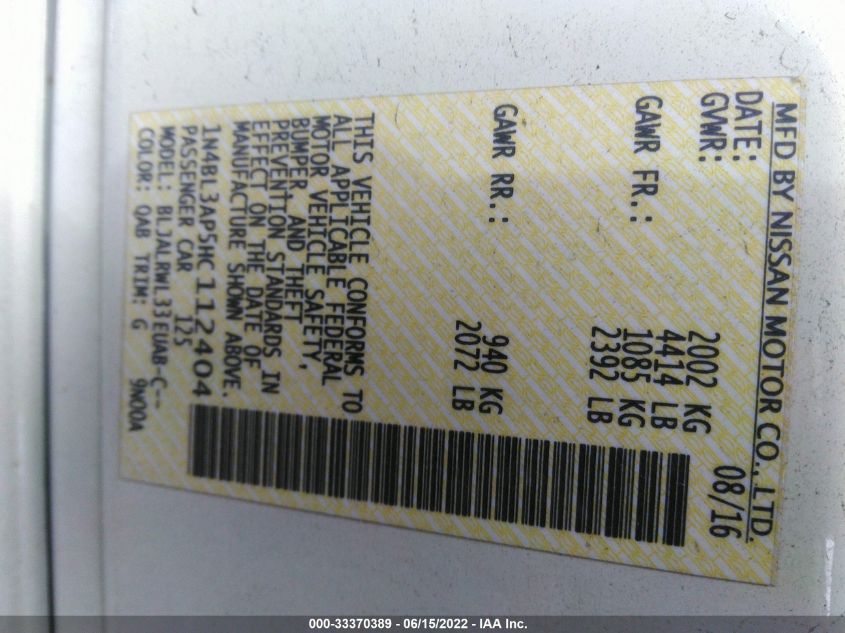 MFD BY NISSAN MOTOR CO., LTD.
DATE: 08/16
GVWR: 2002 KG
4414 LB
GAWR FR.: 1085 KG
2392 LB
GAWR RR.: 940 KG
2072 LB
THIS VEHICLE CONFORMS TO
ALL APPLICABLE FEDERAL
MOTOR VEHICLE SAFETY,
BUMPER, AND THEFT
PREVENTION STANDARDS IN
EFFECT ON THE DATE OF
MANUFACTURE SHOWN ABOVE.
1N4BL3AP5HC112404
PASSENGER CAR 125
MODEL: BLJALRWL33EUAB-C--
COLOR: QAB TRIM: G 9N00A
000-33370389 - 06/15/2022 - IAA Inc.